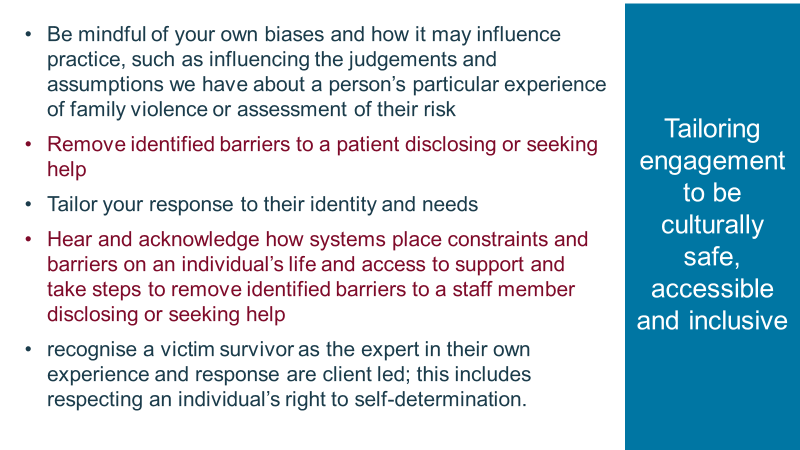 • Be mindful of your own biases and how it may influence
practice, such as influencing the judgements and
assumptions we have about a person’s particular experience
of family violence or assessment of their risk
• Remove identified barriers to a patient disclosing or seeking
help
• Tailor your response to their identity and needs
• Hear and acknowledge how systems place constraints and
barriers on an individual’s life and access to support and
take steps to remove identified barriers to a staff member
disclosing or seeking help
• recognise a victim survivor as the expert in their own
experience and response are client led; this includes
respecting an individual’s right to self-determination.
Tailoring
engagement
to be
culturally
safe,
accessible
and inclusive